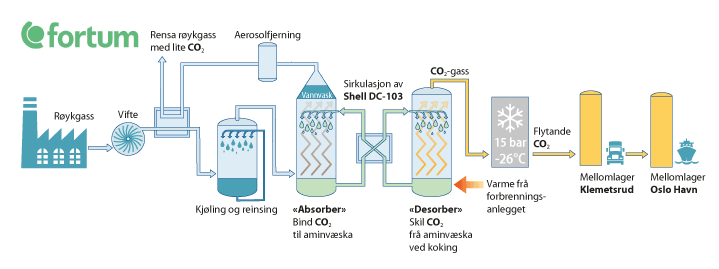 fortum
Rensa røykgass
med lite CO₂
Aerosolfjerning
Røykgass
Vifte
Vannvask
Sirkulasjon av
Shell DC-103
CO₂-gass
15 bar
-26°C
Flytande
CO₂
Kjøling og reinsing
«Absorber»
Bind CO₂
til aminvæska
«Desorber»
Skil CO₂
frå aminvæska
ved koking
Varme frå
forbrennings-
anlegget
Mellomlager
Klemetsrud
Mellomlager
Oslo Havn